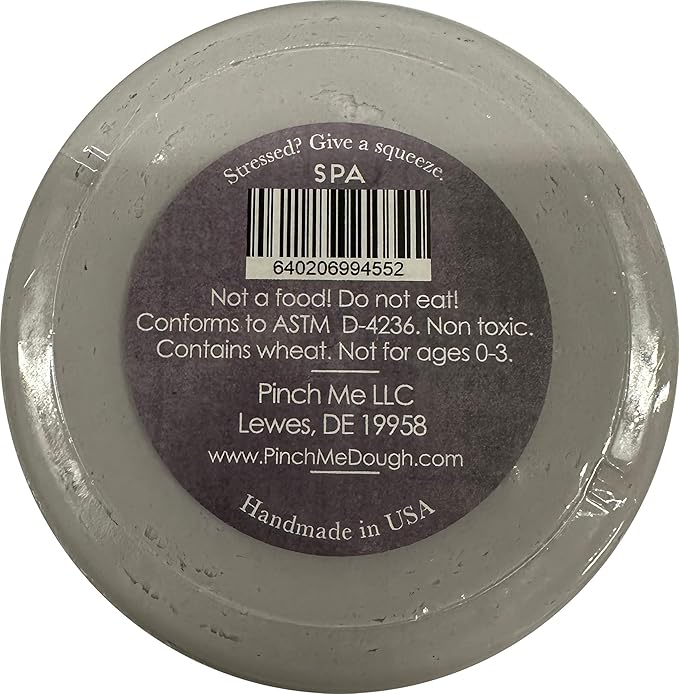 Stressed? Give a squeeze.
SPA
640206994552
Not a food! Do not eat!
Conforms to ASTM D-4236. Non toxic.
Contains wheat. Not for ages 0-3.
Pinch Me LLC
Lewes, DE 19958
www.PinchMeDough.com
Handmade in USA